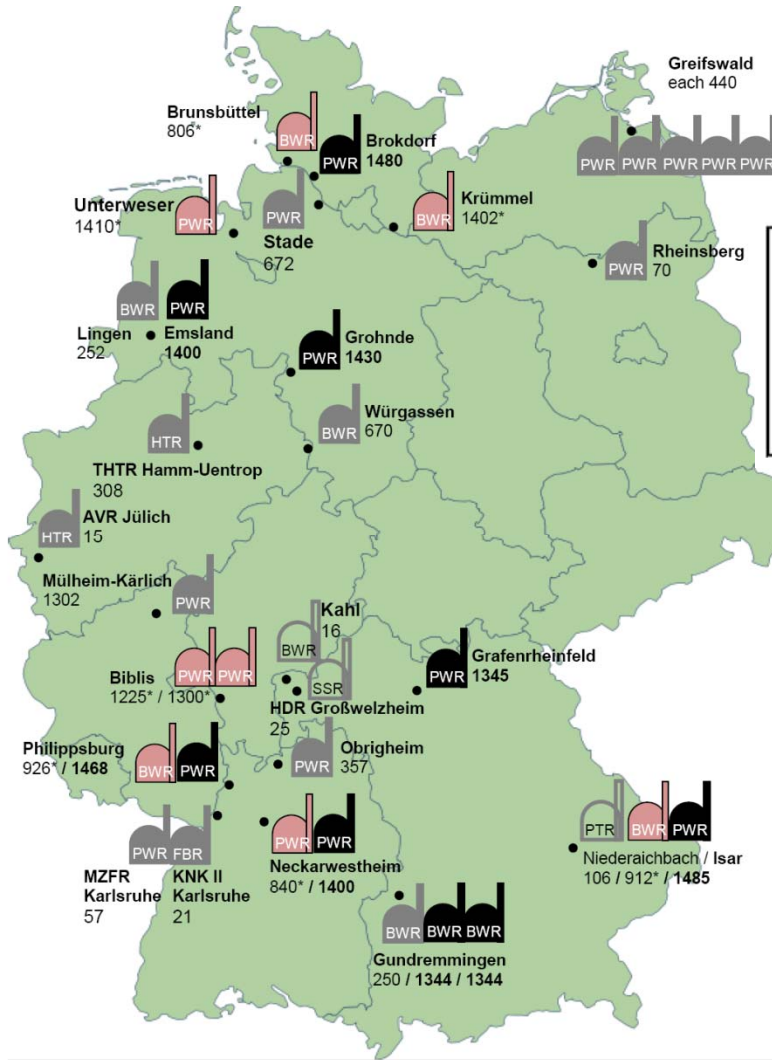 Greifswald
each 440
PWR PWR PWR PWR PWR
Brunsbüttel
806*
BWR
PWR
Brokdorf
1480
Unterweser
1410*
PWR
PWR
Stade
672
BWR
Krümmel
1402*
PWR
Rheinsberg
70
BWR
PWR
Lingen
252
Emsland
1400
PWR
Grohnde
1430
BWR
Würgassen
670
HTR
THTR Hamm-Uentrop
308
HTR
AVR Jülich
15
Mülheim-Kärlich
1302
PWR
Kahl
16
BWR
SSR
HDR Großwelzheim
25
Biblis
1225* / 1300*
PWR PWR
PWR
Grafenrheinfeld
1345
Philippsburg
926* / 1468
BWR PWR
PWR
Obrigheim
357
PWR FBR
MZFR
Karlsruhe
57
KNK II
Karlsruhe
21
PWR PWR
Neckarwestheim
840* / 1400
PTR BWR PWR
Niederaichbach / Isar
106 / 912* / 1485
BWR BWR BWR
Gundremmingen
250 / 1344 / 1344